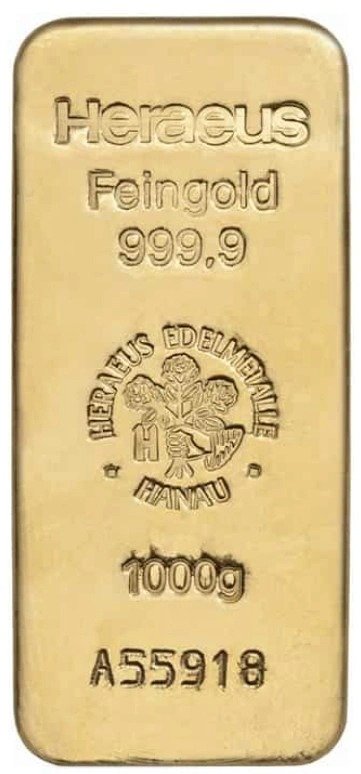 Heraeus
Feingold
999,9
HERAEUS EDELMETALLE
H
HANAU
1000g
A55918